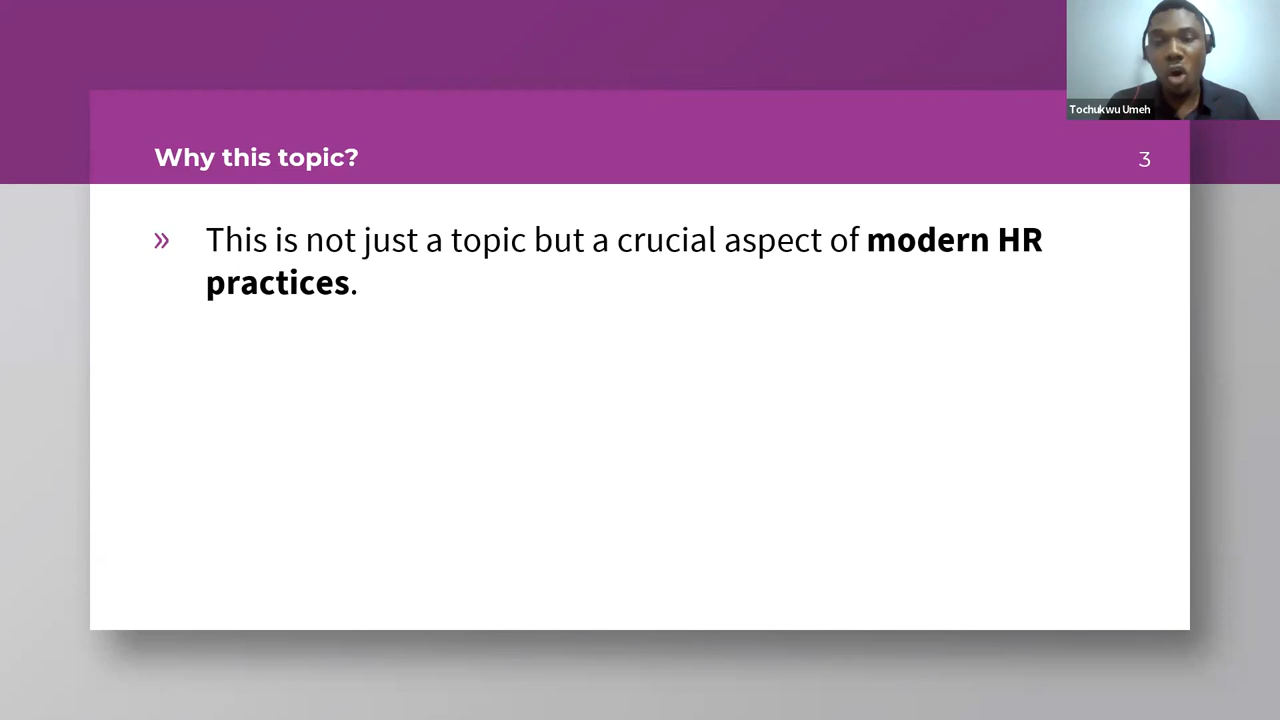 Tochukwu Umeh
Why this topic?
3
» This is not just a topic but a crucial aspect of modern HR
practices.